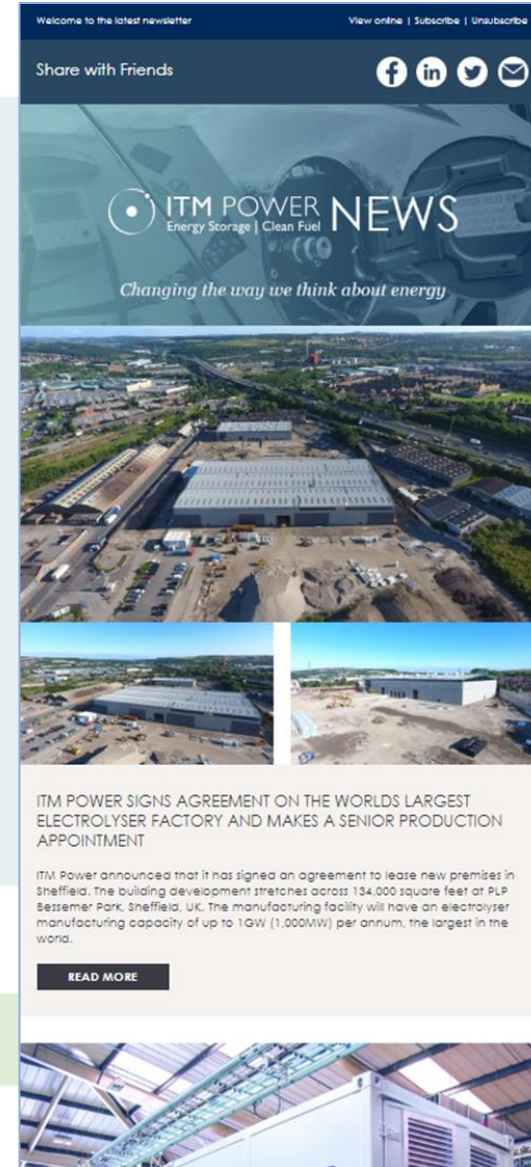 Welcome to the latest newsletter
View online | Subscribe | Unsubscribe
Share with Friends
ITM POWER NEWS
Energy Storage | Clean Fuel
Changing the way we think about energy
ITM POWER SIGNS AGREEMENT ON THE WORLDS LARGEST
ELECTROLYSER FACTORY AND MAKES A SENIOR PRODUCTION
APPOINTMENT
ITM Power announced that it has signed an agreement to lease new premises in
Sheffield. The building development stretches across 134,000 square feet at PLP
Bessemer Park, Sheffield, UK. The manufacturing facility will have an electrolyser
manufacturing capacity of up to 1GW (1,000MW) per annum, the largest in the
world.
READ MORE